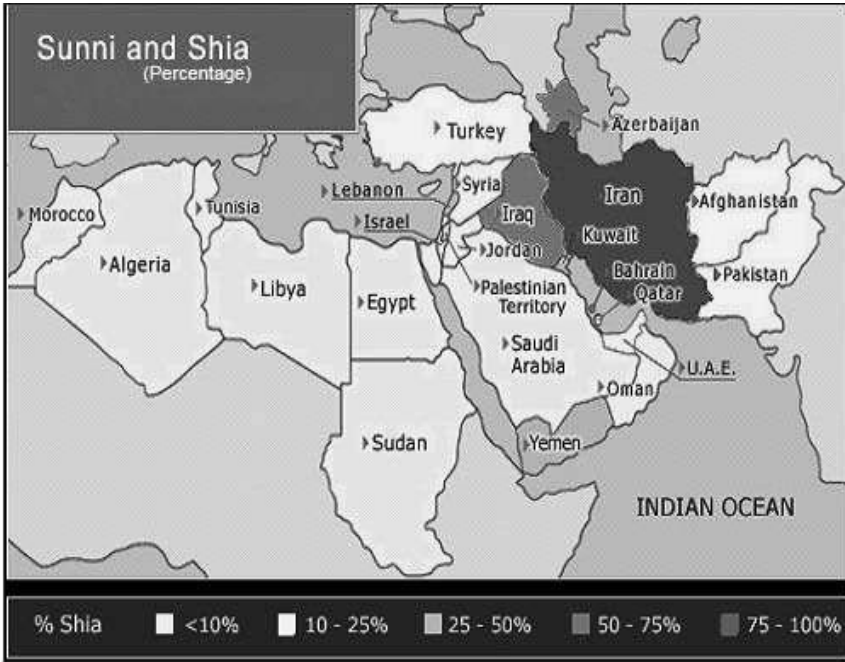 Sunni and Shia
(Percentage)
Turkey
Azerbaijan
Lebanon
Syria
Iran
Afghanistan
Morocco
Tunisia
Israel
Iraq
Kuwait
Jordan
Algeria
Libya
Egypt
Palestinian
Territory
Bahrain
Qatar
Pakistan
Saudi
Arabia
U.A.E.
Oman
Sudan
Yemen
INDIAN OCEAN
% Shia
<10%
10 - 25%
25 - 50%
50 - 75%
75 - 100%